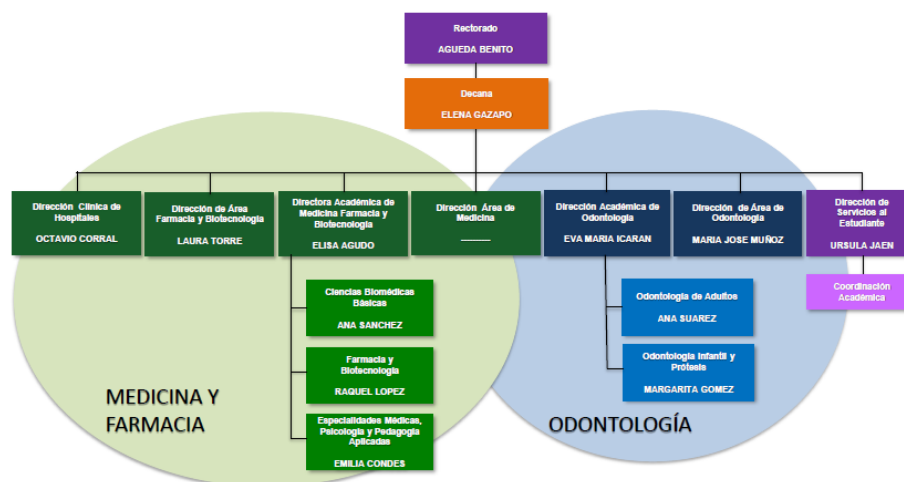 Rectorado
AGUEDA BENITO
Decana
ELENA GAZAPO
Dirección Clínica de
Hospitales
OCTAVIO CORRAL
Dirección de Área
Farmacia y Biotecnología
LAURA TORRE
Directora Académica de
Medicina Farmacia y
Biotecnología
ELISA AGUDO
Dirección Área de
Medicina
Dirección Académica de
Odontología
EVA MARIA ICARAN
Dirección de Área de
Odontología
MARIA JOSE MUÑOZ
Dirección de
Servicios al
Estudiante
URSULA JAEN
Ciencias Biomédicas
Básicas
ANA SANCHEZ
Odontología de Adultos
ANA SUAREZ
Coordinación
Académica
Farmacia y
Biotecnología
RAQUEL LOPEZ
Odontología Infantil y
Prótesis
MARGARITA GOMEZ
Especialidades Médicas,
Psicología y Pedagogía
Aplicadas
EMILIA CONDES
MEDICINA Y
FARMACIA
ODONTOLOGÍA